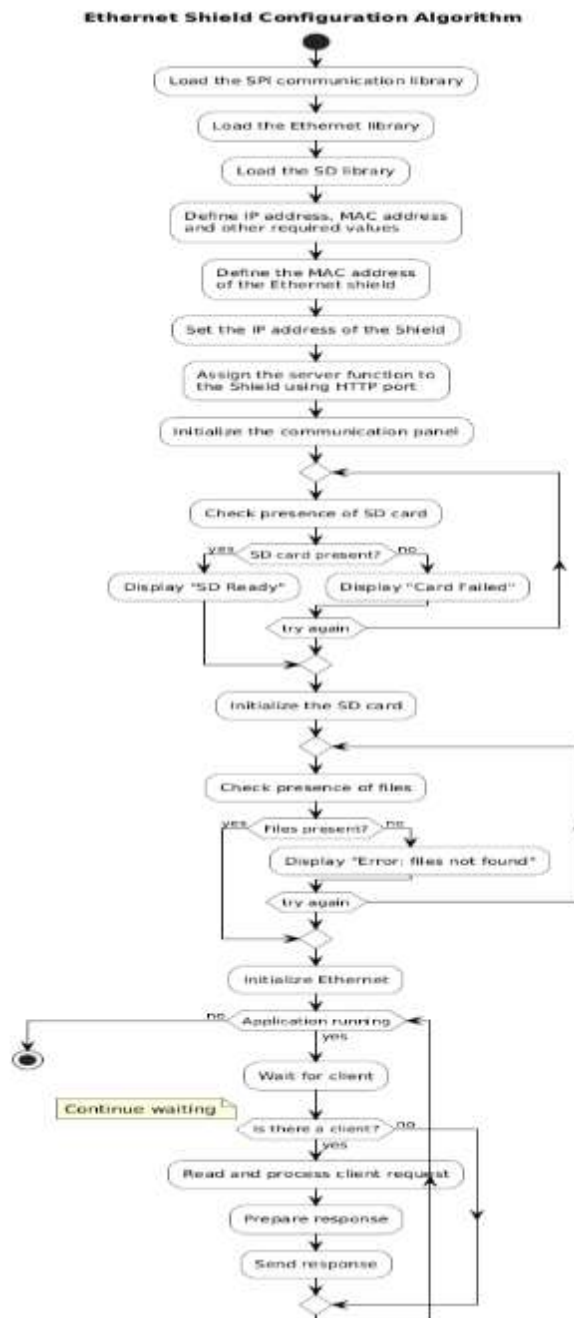 Ethernet Shield Configuration Algorithm
Load the SPI communication library
Load the Ethernet library
Load the SD library
Define IP address, MAC address
and other required values
Define the MAC address
of the Ethernet shield
Set the IP address of the Shield
Assign the server function to
the Shield using HTTP port
Initialize the communication panel
Check presence of SD card
yes
SD card present?
no
Display "SD Ready"
Display "Card Failed"
try again
Initialize the SD card
Check presence of files
yes
Files present?
no
Display "Error: files not found"
try again
Initialize Ethernet
no
Application running
yes
Wait for client
Continue waiting
Is there a client?
no
yes
Read and process client request
Prepare response
Send response